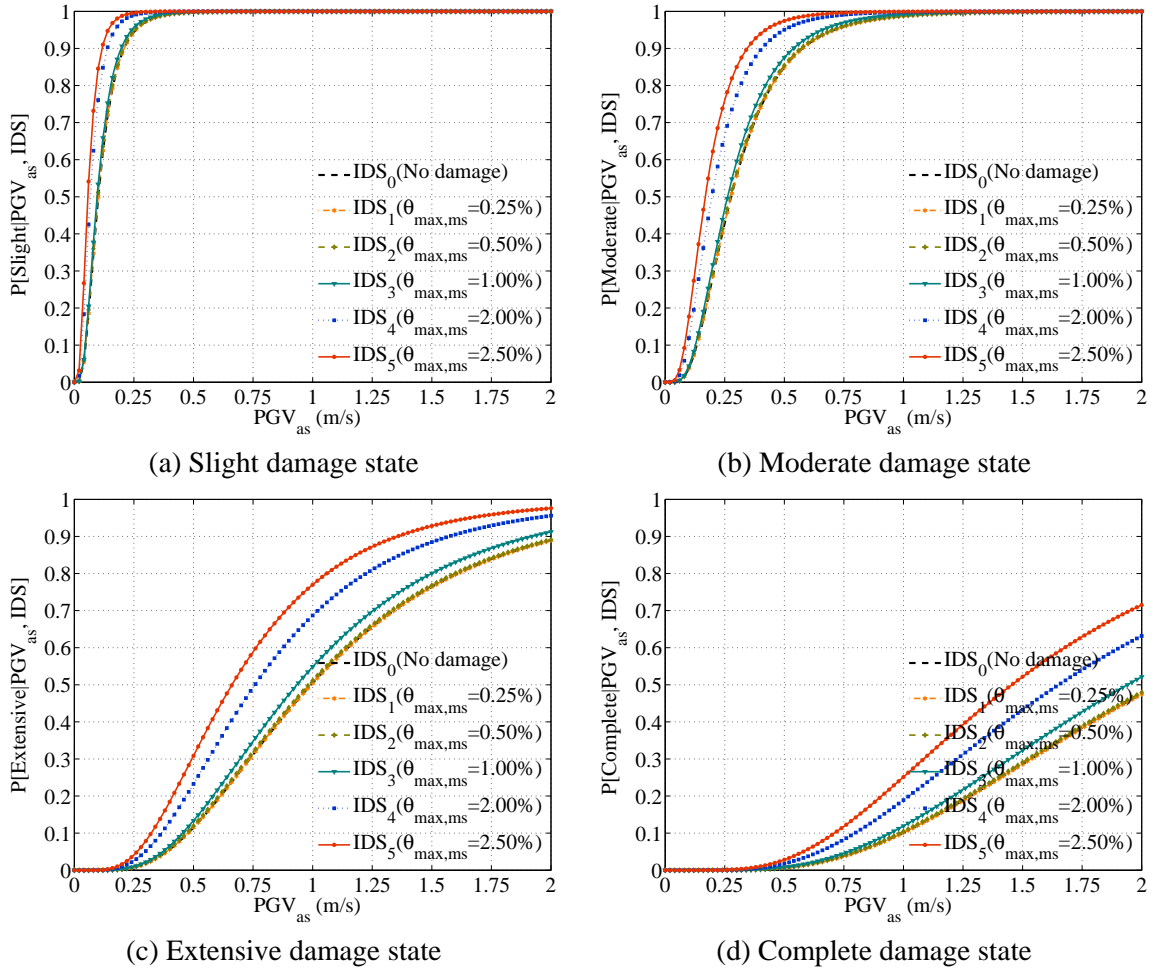 1
0.9
0.8
0.7
0.6
0.5
0.4
0.3
0.2
0.1
0
P[Slight|PGV_as, IDS]
IDS_0(No damage)
IDS_1(θ_max,ms=0.25%)
IDS_2(θ_max,ms=0.50%)
IDS_3(θ_max,ms=1.00%)
IDS_4(θ_max,ms=2.00%)
IDS_5(θ_max,ms=2.50%)
0 0.25 0.5 0.75 1 1.25 1.5 1.75 2
PGV_as (m/s)
(a) Slight damage state
1
0.9
0.8
0.7
0.6
0.5
0.4
0.3
0.2
0.1
0
P[Moderate|PGV_as, IDS]
IDS_0(No damage)
IDS_1(θ_max,ms=0.25%)
IDS_2(θ_max,ms=0.50%)
IDS_3(θ_max,ms=1.00%)
IDS_4(θ_max,ms=2.00%)
IDS_5(θ_max,ms=2.50%)
0 0.25 0.5 0.75 1 1.25 1.5 1.75 2
PGV_as (m/s)
(b) Moderate damage state
1
0.9
0.8
0.7
0.6
0.5
0.4
0.3
0.2
0.1
0
P[Extensive|PGV_as, IDS]
IDS_0(No damage)
IDS_1(θ_max,ms=0.25%)
IDS_2(θ_max,ms=0.50%)
IDS_3(θ_max,ms=1.00%)
IDS_4(θ_max,ms=2.00%)
IDS_5(θ_max,ms=2.50%)
0 0.25 0.5 0.75 1 1.25 1.5 1.75 2
PGV_as (m/s)
(c) Extensive damage state
1
0.9
0.8
0.7
0.6
0.5
0.4
0.3
0.2
0.1
0
P[Complete|PGV_as, IDS]
IDS_0(No damage)
IDS_1(θ_max,ms=0.25%)
IDS_2(θ_max,ms=0.50%)
IDS_3(θ_max,ms=1.00%)
IDS_4(θ_max,ms=2.00%)
IDS_5(θ_max,ms=2.50%)
0 0.25 0.5 0.75 1 1.25 1.5 1.75 2
PGV_as (m/s)
(d) Complete damage state